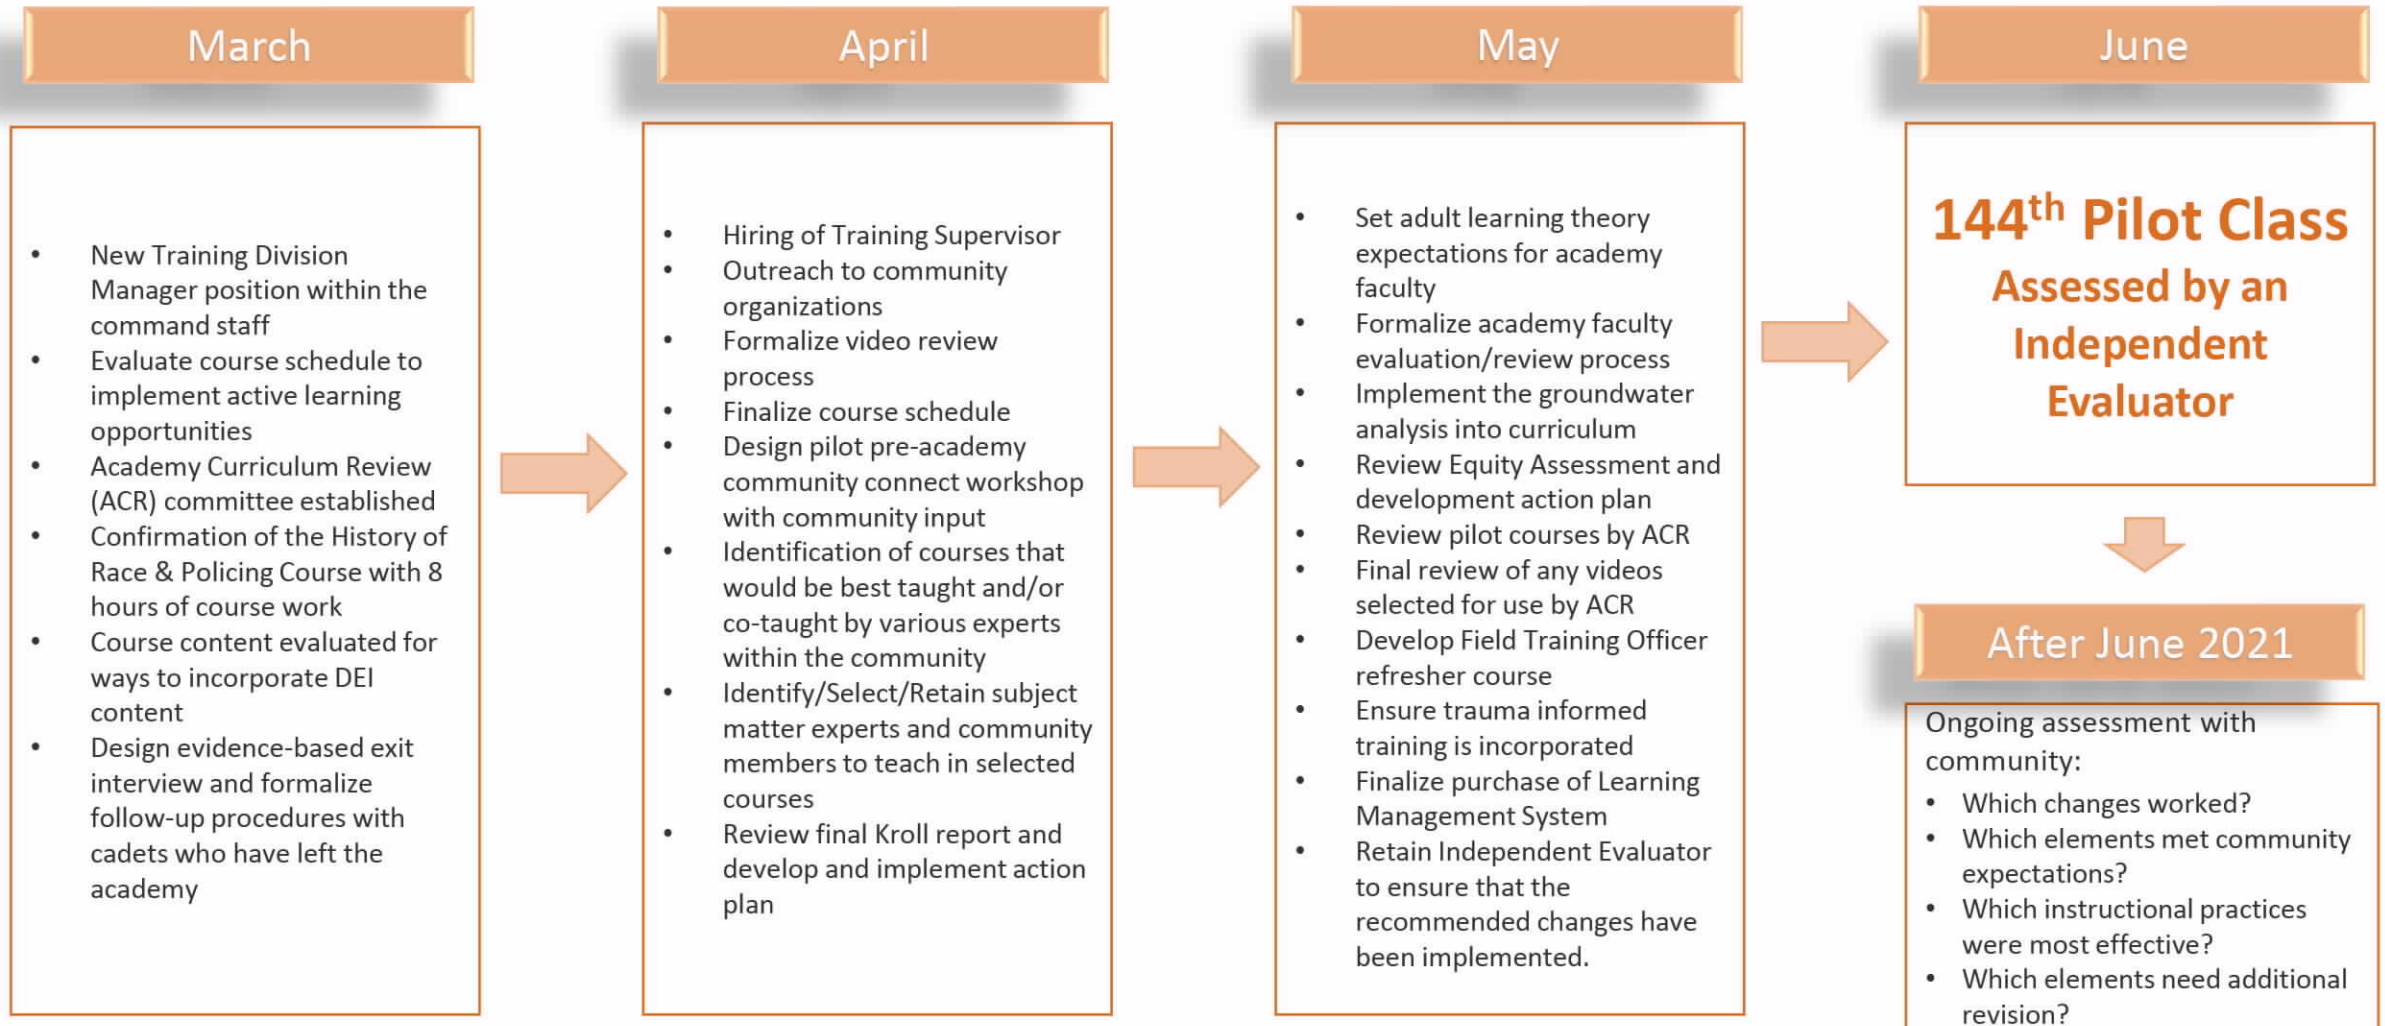 March
• New Training Division
Manager position within the
command staff
• Evaluate course schedule to
implement active learning
opportunities
• Academy Curriculum Review
(ACR) committee established
• Confirmation of the History of
Race & Policing Course with 8
hours of course work
• Course content evaluated for
ways to incorporate DEI
content
• Design evidence-based exit
interview and formalize
follow-up procedures with
cadets who have left the
academy
April
• Hiring of Training Supervisor
• Outreach to community
organizations
• Formalize video review
process
• Finalize course schedule
• Design pilot pre-academy
community connect workshop
with community input
• Identification of courses that
would be best taught and/or
co-taught by various experts
within the community
• Identify/Select/Retain subject
matter experts and community
members to teach in selected
courses
• Review final Kroll report and
develop and implement action
plan
May
• Set adult learning theory
expectations for academy
faculty
• Formalize academy faculty
evaluation/review process
• Implement the groundwater
analysis into curriculum
• Review Equity Assessment and
development action plan
• Review pilot courses by ACR
• Final review of any videos
selected for use by ACR
• Develop Field Training Officer
refresher course
• Ensure trauma informed
training is incorporated
• Finalize purchase of Learning
Management System
• Retain Independent Evaluator
to ensure that the
recommended changes have
been implemented.
June
144th Pilot Class
Assessed by an
Independent
Evaluator
After June 2021
Ongoing assessment with
community:
• Which changes worked?
• Which elements met community
expectations?
• Which instructional practices
were most effective?
• Which elements need additional
revision?